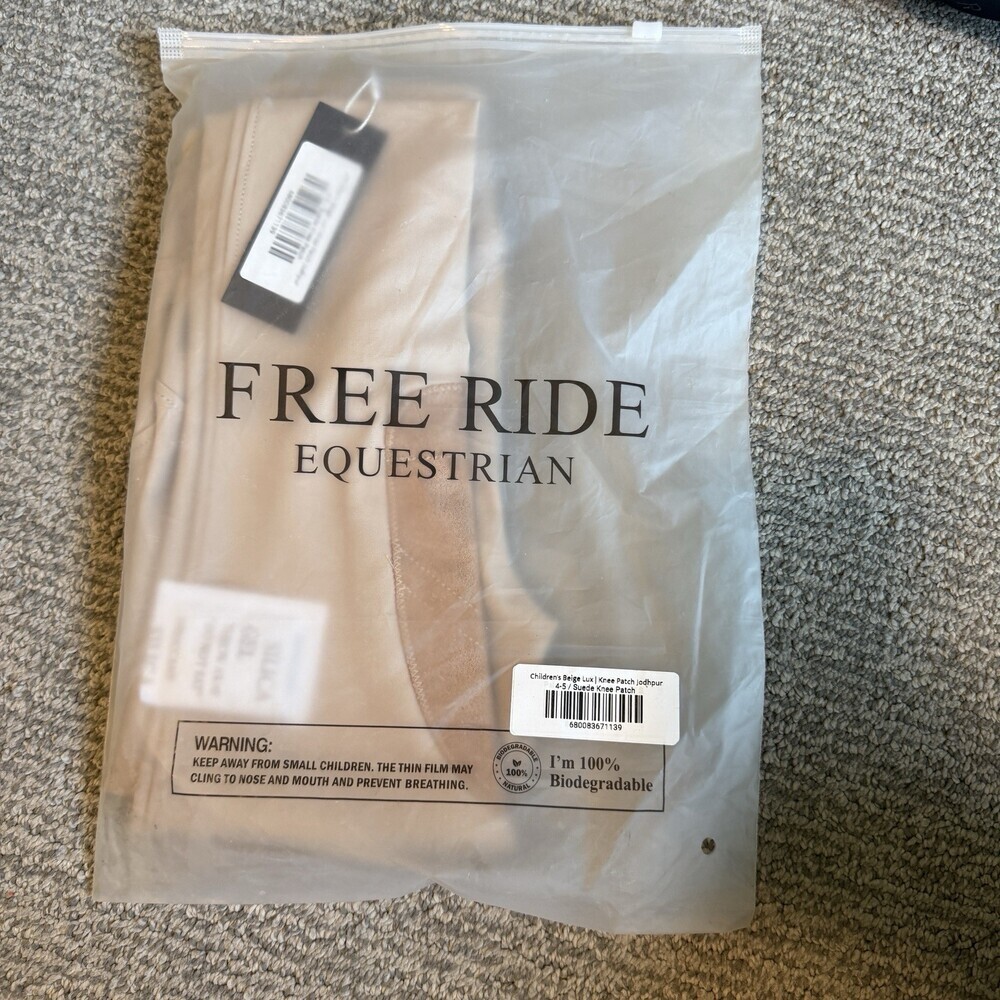 FREE RIDE
EQUESTRIAN
Children's Beige Lux | Knee Patch Jodhpur
4-5 / Suede Knee Patch
680083671139
WARNING:
KEEP AWAY FROM SMALL CHILDREN. THE THIN FILM MAY
CLING TO NOSE AND MOUTH AND PREVENT BREATHING.
BIODEGRADABLE
100%
NATURAL
I'm 100%
Biodegradable